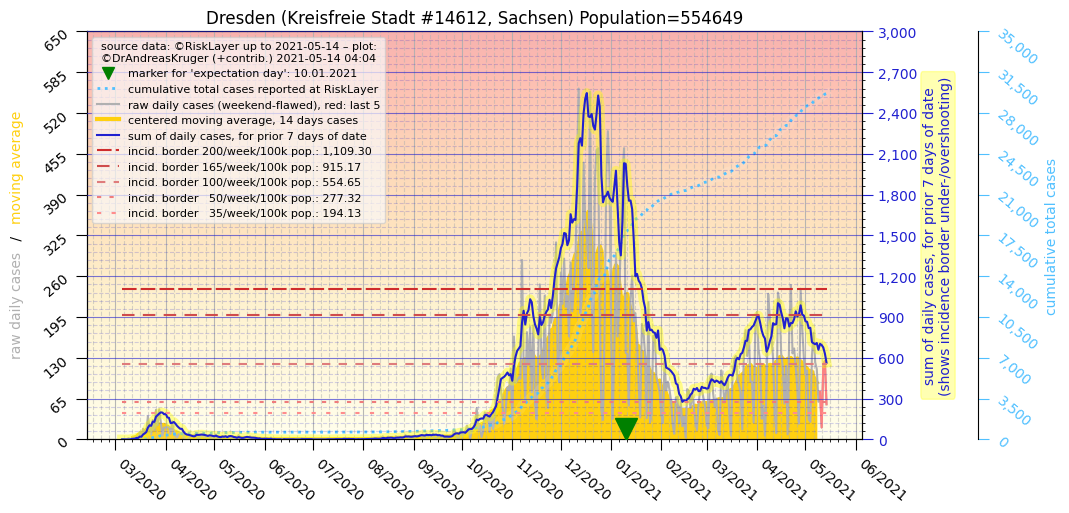 Dresden (Kreisfreie Stadt #14612, Sachsen) Population=554649
source data: ©RiskLayer up to 2021-05-14 – plot:
©DrAndreasKruger (+contrib.) 2021-05-14 04:04
marker for 'expectation day': 10.01.2021
cumulative total cases reported at RiskLayer
raw daily cases (weekend-flawed), red: last 5
centered moving average, 14 days cases
sum of daily cases, for prior 7 days of date
incid. border 200/week/100k pop.: 1,109.30
incid. border 165/week/100k pop.: 915.17
incid. border 100/week/100k pop.: 554.65
incid. border   50/week/100k pop.: 277.32
incid. border   35/week/100k pop.: 194.13
raw daily cases   /   moving average
650
585
520
455
390
325
260
195
130
65
0
03/2020
04/2020
05/2020
06/2020
07/2020
08/2020
09/2020
10/2020
11/2020
12/2020
01/2021
02/2021
03/2021
04/2021
05/2021
06/2021
3,000
2,700
2,400
2,100
1,800
1,500
1,200
900
600
300
0
sum of daily cases, for prior 7 days of date
(shows incidence border under-/overshooting)
35,000
31,500
28,000
24,500
21,000
17,500
14,000
10,500
7,000
3,500
0
cumulative total cases